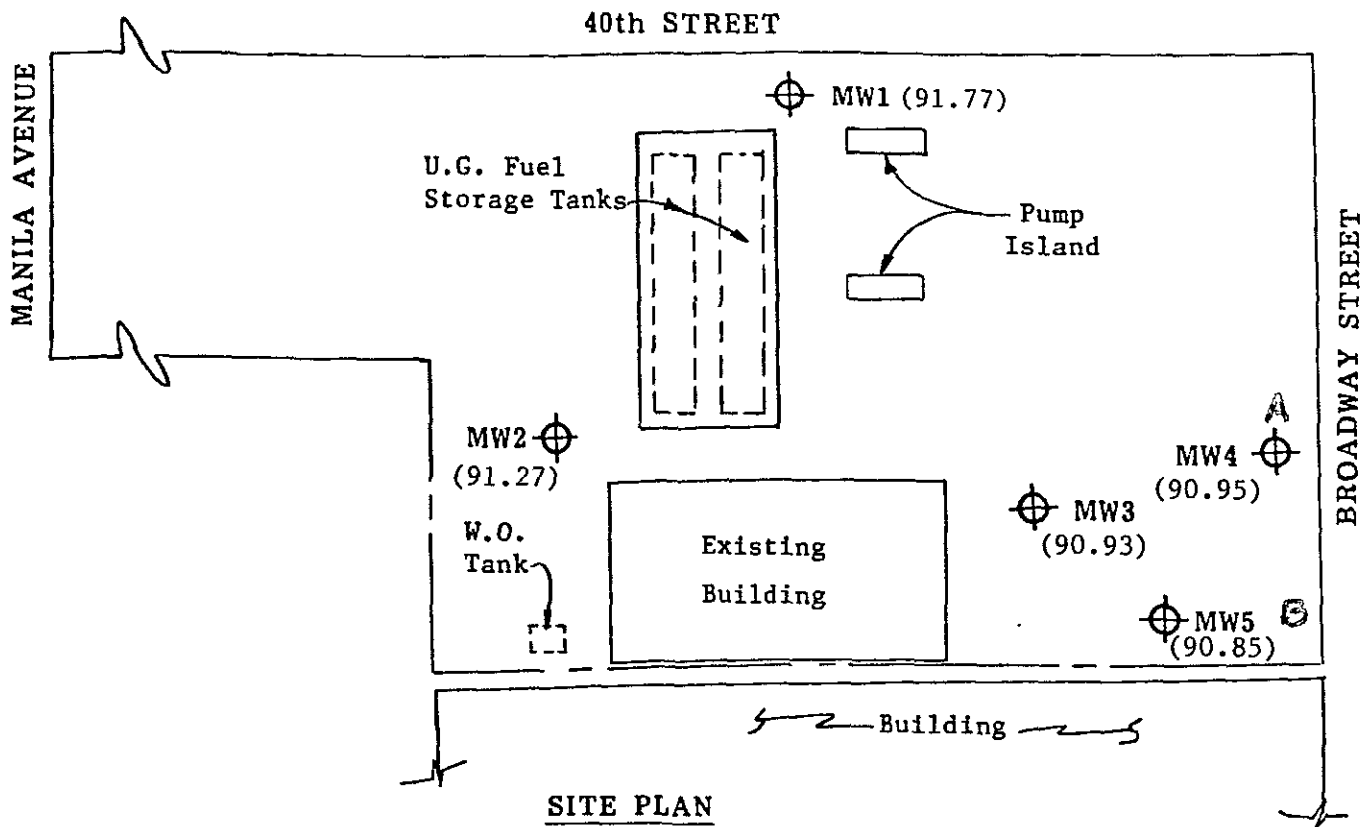 40th STREET
MANILA AVENUE
MW1 (91.77)
U.G. Fuel
Storage Tanks
Pump
Island
BROADWAY STREET
A
MW2
(91.27)
MW4
(90.95)
MW3
(90.93)
W.O.
Tank
Existing
Building
MW5 B
(90.85)
Building
SITE PLAN